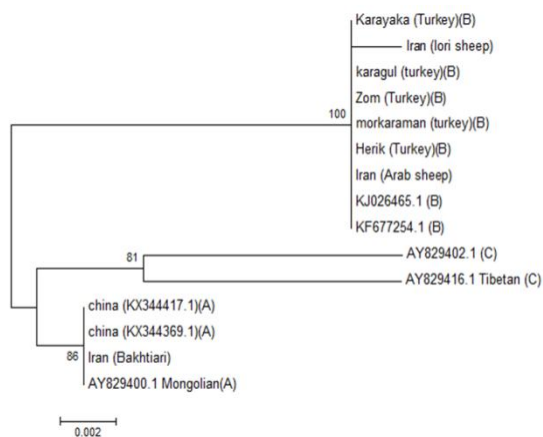 Karayaka (Turkey)(B)
Iran (lori sheep)
karagul (turkey)(B)
Zom (Turkey)(B)
morkaraman (turkey)(B)
100
Herik (Turkey)(B)
Iran (Arab sheep)
KJ026465.1 (B)
KF677254.1 (B)
AY829402.1 (C)
81
AY829416.1 Tibetan (C)
china (KX344417.1)(A)
china (KX344369.1)(A)
86
Iran (Bakhtiari)
AY829400.1 Mongolian(A)
0.002